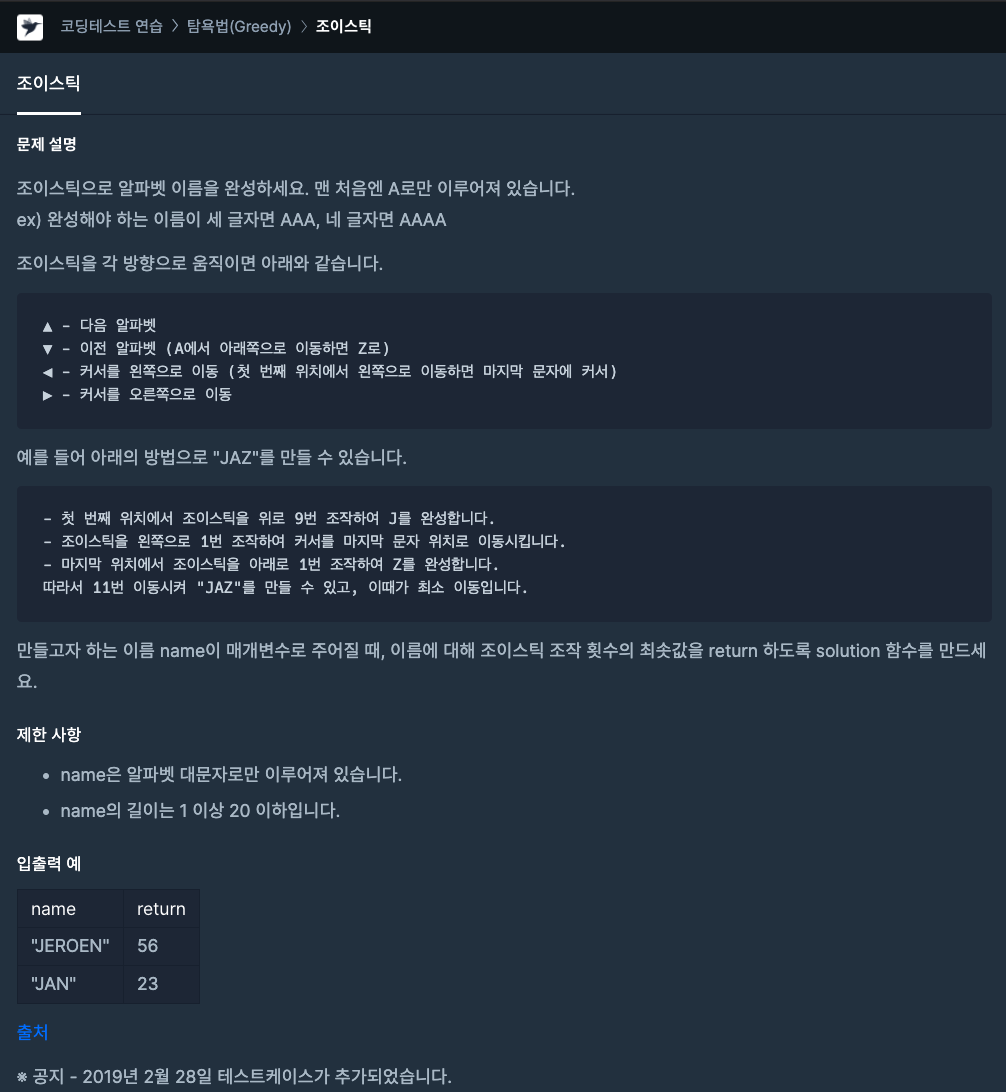 코딩테스트 연습 > 탐욕법(Greedy) > 조이스틱
조이스틱
문제 설명
조이스틱으로 알파벳 이름을 완성하세요. 맨 처음엔 A로만 이루어져 있습니다.
ex) 완성해야 하는 이름이 세 글자면 AAA, 네 글자면 AAAA
조이스틱을 각 방향으로 움직이면 아래와 같습니다.
▲ - 다음 알파벳
▼ - 이전 알파벳 (A에서 아래쪽으로 이동하면 Z로)
◀ - 커서를 왼쪽으로 이동 (첫 번째 위치에서 왼쪽으로 이동하면 마지막 문자에 커서)
▶ - 커서를 오른쪽으로 이동
예를 들어 아래의 방법으로 "JAZ"를 만들 수 있습니다.
- 첫 번째 위치에서 조이스틱을 위로 9번 조작하여 J를 완성합니다.
- 조이스틱을 왼쪽으로 1번 조작하여 커서를 마지막 문자 위치로 이동시킵니다.
- 마지막 위치에서 조이스틱을 아래로 1번 조작하여 Z를 완성합니다.
따라서 11번 이동시켜 "JAZ"를 만들 수 있고, 이때가 최소 이동입니다.
만들고자 하는 이름 name이 매개변수로 주어질 때, 이름에 대해 조이스틱 조작 횟수의 최솟값을 return 하도록 solution 함수를 만드세
요.
제한 사항
• name은 알파벳 대문자로만 이루어져 있습니다.
• name의 길이는 1 이상 20 이하입니다.
입출력 예
name return
"JEROEN" 56
"JAN" 23
출처
※ 공지 - 2019년 2월 28일 테스트케이스가 추가되었습니다.